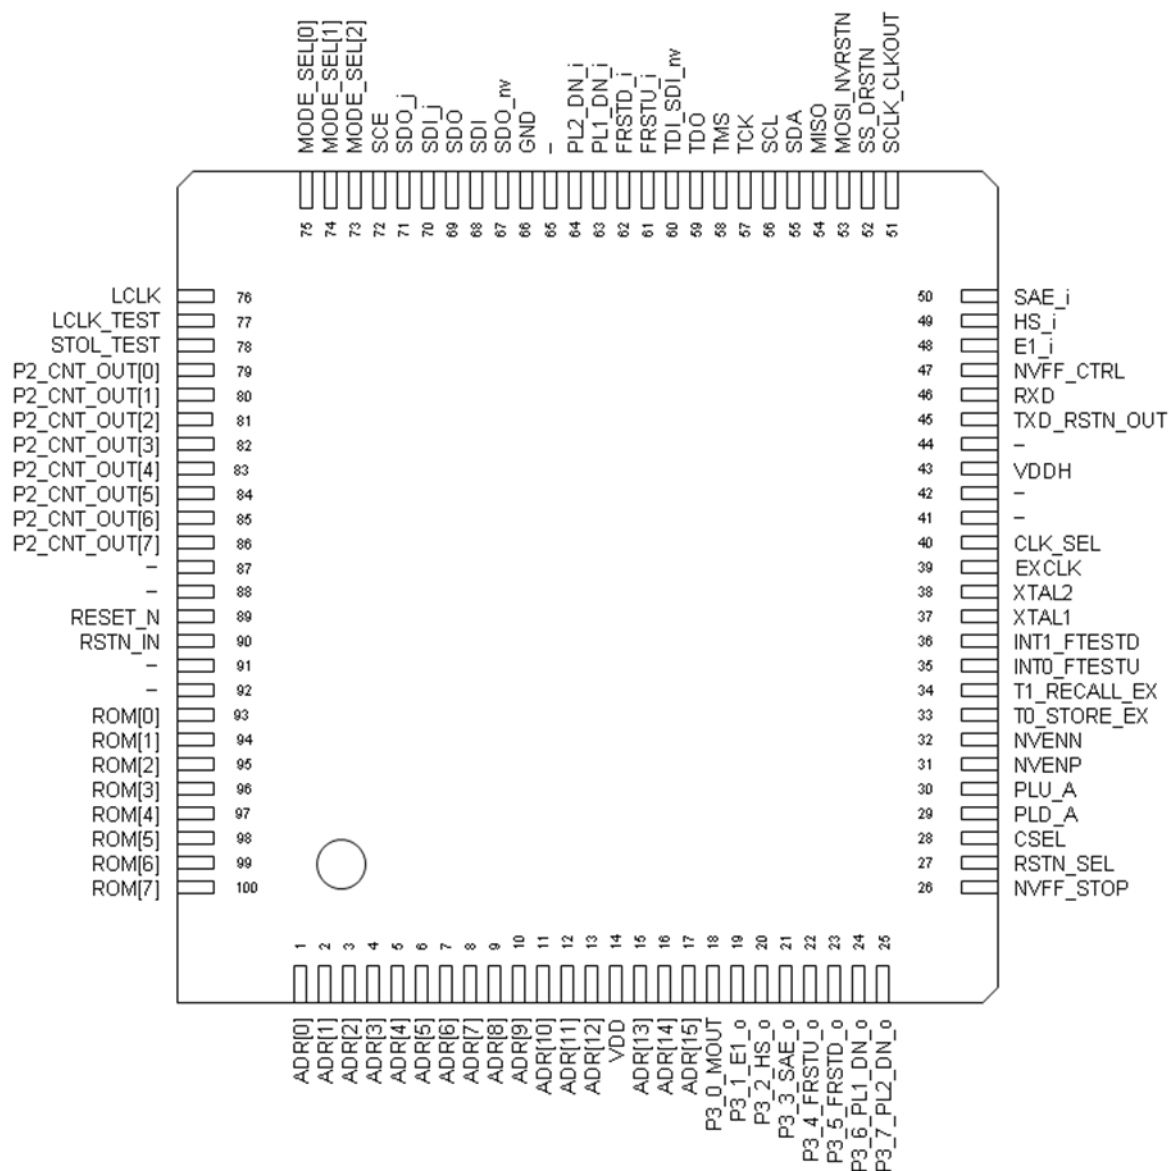 MODE_SEL[0]
MODE_SEL[1]
MODE_SEL[2]
SCE
SDO_j
SDI_j
SDO
SDI
SDO_nv
GND
-
PL2_DN_i
PL1_DN_i
FRSTD_i
FRSTU_i
TDI_SDI_nv
TDO
TMS
TCK
SCL
SDA
MISO
MOSI_NVRSTN
SS_DRSTN
SCLK_CLKOUT
75 74 73 72 71 70 69 68 67 66 65 64 63 62 61 60 59 58 57 56 55 54 53 52 51
LCLK 76
LCLK_TEST 77
STOL_TEST 78
P2_CNT_OUT[0] 79
P2_CNT_OUT[1] 80
P2_CNT_OUT[2] 81
P2_CNT_OUT[3] 82
P2_CNT_OUT[4] 83
P2_CNT_OUT[5] 84
P2_CNT_OUT[6] 85
P2_CNT_OUT[7] 86
- 87
- 88
RESET_N 89
RSTN_IN 90
- 91
- 92
ROM[0] 93
ROM[1] 94
ROM[2] 95
ROM[3] 96
ROM[4] 97
ROM[5] 98
ROM[6] 99
ROM[7] 100
50 SAE_i
49 HS_i
48 E1_i
47 NVFF_CTRL
46 RXD
45 TXD_RSTN_OUT
44 -
43 VDDH
42 -
41 -
40 CLK_SEL
39 EXCLK
38 XTAL2
37 XTAL1
36 INT1_FTESTD
35 INT0_FTESTU
34 T1_RECALL_EX
33 T0_STORE_EX
32 NVENN
31 NVENP
30 PLU_A
29 PLD_A
28 CSEL
27 RSTN_SEL
26 NVFF_STOP
1 2 3 4 5 6 7 8 9 10 11 12 13 14 15 16 17 18 19 20 21 22 23 24 25
ADR[0]
ADR[1]
ADR[2]
ADR[3]
ADR[4]
ADR[5]
ADR[6]
ADR[7]
ADR[8]
ADR[9]
ADR[10]
ADR[11]
ADR[12]
VDD
ADR[13]
ADR[14]
ADR[15]
P3_0_MOUT
P3_1_E1_o
P3_2_HS_o
P3_3_SAE_o
P3_4_FRSTU_o
P3_5_FRSTD_o
P3_6_PL1_DN_o
P3_7_PL2_DN_o